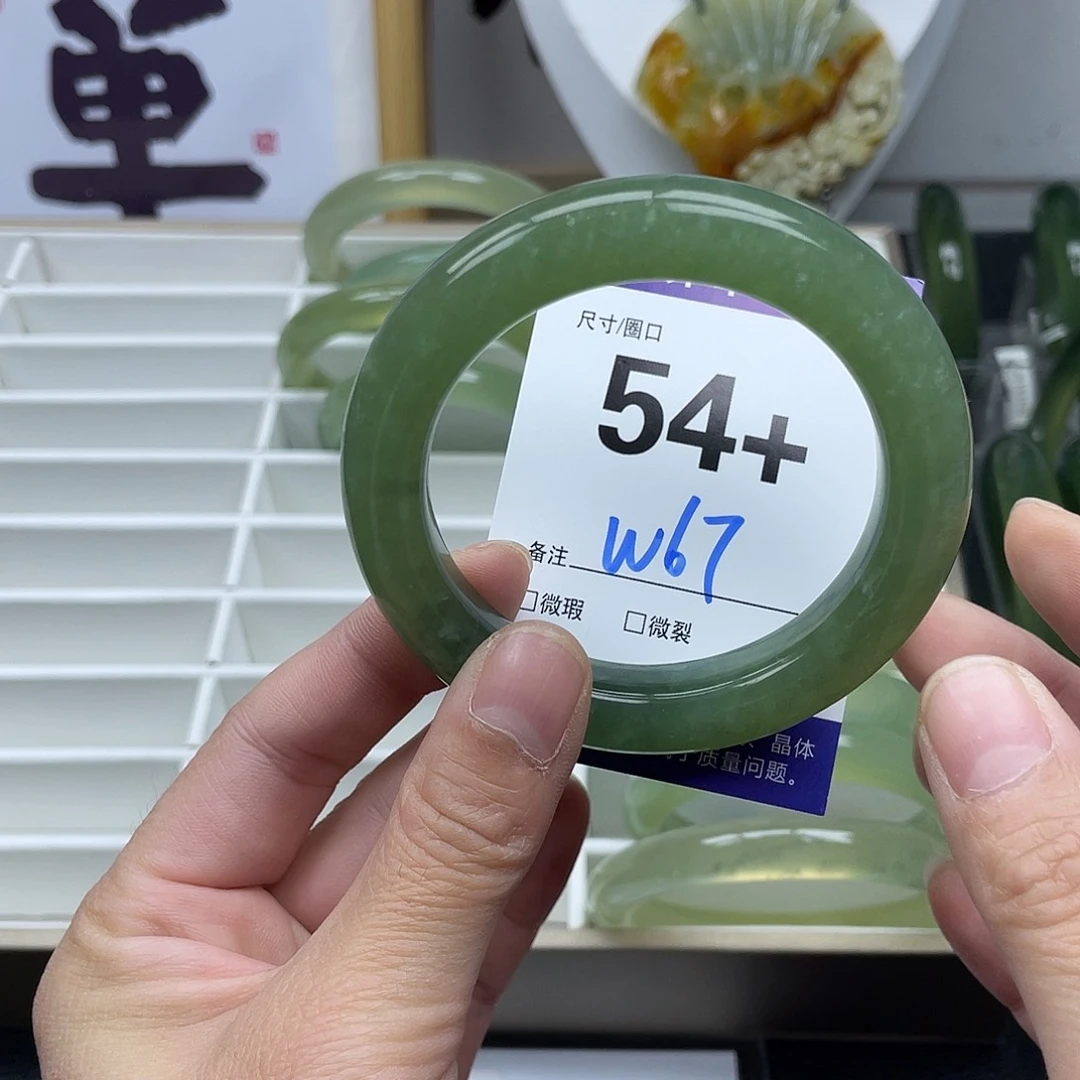 尺寸/圈口
54+
备注 W67
□微瑕 □微裂
、晶体
质量问题。